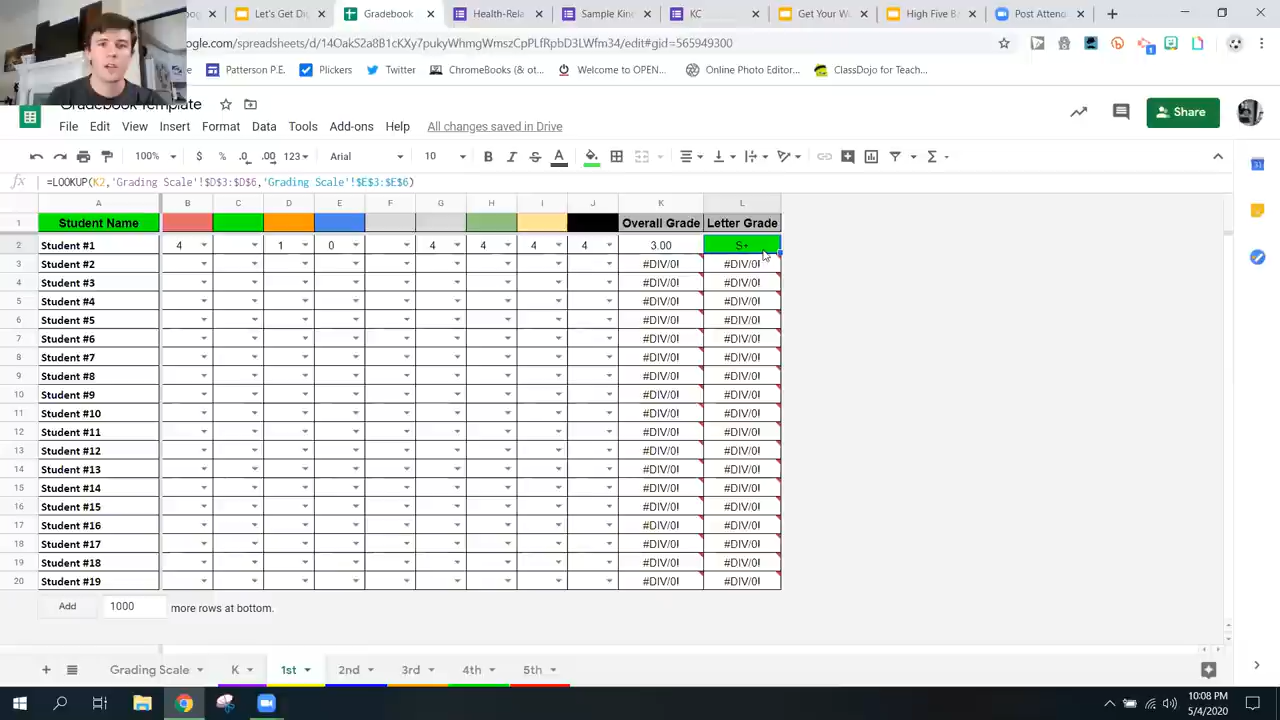 Let's Get Di
Gradebook
Health-Rela
Sample Kine
KC
Get Your W
High Five B
Post Attend
google.com/spreadsheets/d/14OakS2a8B1cKXy7pukyWhmgWmszCpPLfRpbD3LWfm34/edit#gid=565949300
Patterson P.E.
Plickers
Twitter
ChromeBooks (& ot...
Welcome to OPEN...
Online Photo Editor...
ClassDojo for Teach...
Gradebook Template
File Edit View Insert Format Data Tools Add-ons Help All changes saved in Drive
Share
100% $ % .0 .00 123 Arial 10 B I S A
fx =LOOKUP(K2,'Grading Scale'!$D$3:$D$6,'Grading Scale'!$E$3:$E$6)
A B C D E F G H I J K L
1 Student Name Overall Grade Letter Grade
2 Student #1 4 1 0 4 4 4 4 3.00 S+
3 Student #2 #DIV/0! #DIV/0!
4 Student #3 #DIV/0! #DIV/0!
5 Student #4 #DIV/0! #DIV/0!
6 Student #5 #DIV/0! #DIV/0!
7 Student #6 #DIV/0! #DIV/0!
8 Student #7 #DIV/0! #DIV/0!
9 Student #8 #DIV/0! #DIV/0!
10 Student #9 #DIV/0! #DIV/0!
11 Student #10 #DIV/0! #DIV/0!
12 Student #11 #DIV/0! #DIV/0!
13 Student #12 #DIV/0! #DIV/0!
14 Student #13 #DIV/0! #DIV/0!
15 Student #14 #DIV/0! #DIV/0!
16 Student #15 #DIV/0! #DIV/0!
17 Student #16 #DIV/0! #DIV/0!
18 Student #17 #DIV/0! #DIV/0!
19 Student #18 #DIV/0! #DIV/0!
20 Student #19 #DIV/0! #DIV/0!
Add 1000 more rows at bottom.
Grading Scale K 1st 2nd 3rd 4th 5th
10:08 PM
5/4/2020